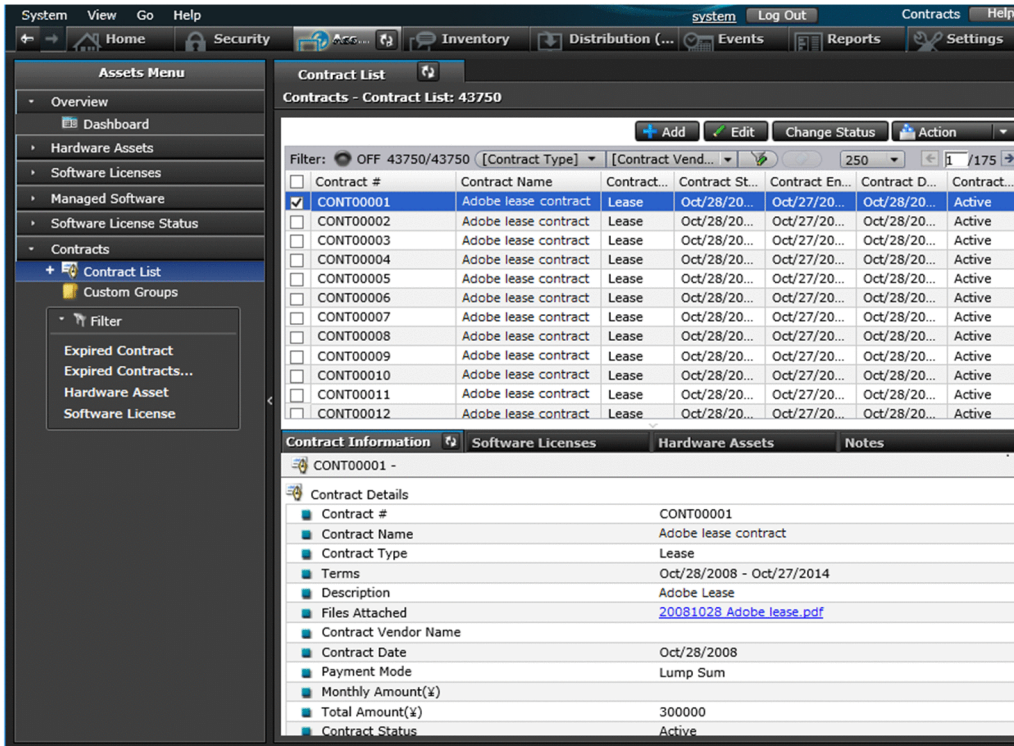 System View Go Help system Log Out Contracts Help
Home Security Inventory Distribution (... Events Reports Settings
Assets Menu
Overview
Dashboard
Hardware Assets
Software Licenses
Managed Software
Software License Status
Contracts
Contract List
Custom Groups
Filter
Expired Contract
Expired Contracts...
Hardware Asset
Software License
Contract List
Contracts - Contract List: 43750
Add Edit Change Status Action
Filter: OFF 43750/43750 [Contract Type] [Contract Vend... 250 1 /175
Contract # Contract Name Contract... Contract St... Contract En... Contract D... Contract...
CONT00001 Adobe lease contract Lease Oct/28/20... Oct/27/20... Oct/28/20... Active
CONT00002 Adobe lease contract Lease Oct/28/20... Oct/27/20... Oct/28/20... Active
CONT00003 Adobe lease contract Lease Oct/28/20... Oct/27/20... Oct/28/20... Active
CONT00004 Adobe lease contract Lease Oct/28/20... Oct/27/20... Oct/28/20... Active
CONT00005 Adobe lease contract Lease Oct/28/20... Oct/27/20... Oct/28/20... Active
CONT00006 Adobe lease contract Lease Oct/28/20... Oct/27/20... Oct/28/20... Active
CONT00007 Adobe lease contract Lease Oct/28/20... Oct/27/20... Oct/28/20... Active
CONT00008 Adobe lease contract Lease Oct/28/20... Oct/27/20... Oct/28/20... Active
CONT00009 Adobe lease contract Lease Oct/28/20... Oct/27/20... Oct/28/20... Active
CONT00010 Adobe lease contract Lease Oct/28/20... Oct/27/20... Oct/28/20... Active
CONT00011 Adobe lease contract Lease Oct/28/20... Oct/27/20... Oct/28/20... Active
CONT00012 Adobe lease contract Lease Oct/28/20... Oct/27/20... Oct/28/20... Active
Contract Information Software Licenses Hardware Assets Notes
CONT00001 -
Contract Details
Contract # CONT00001
Contract Name Adobe lease contract
Contract Type Lease
Terms Oct/28/2008 - Oct/27/2014
Description Adobe Lease
Files Attached 20081028 Adobe lease.pdf
Contract Vendor Name
Contract Date Oct/28/2008
Payment Mode Lump Sum
Monthly Amount(¥)
Total Amount(¥) 300000
Contract Status Active